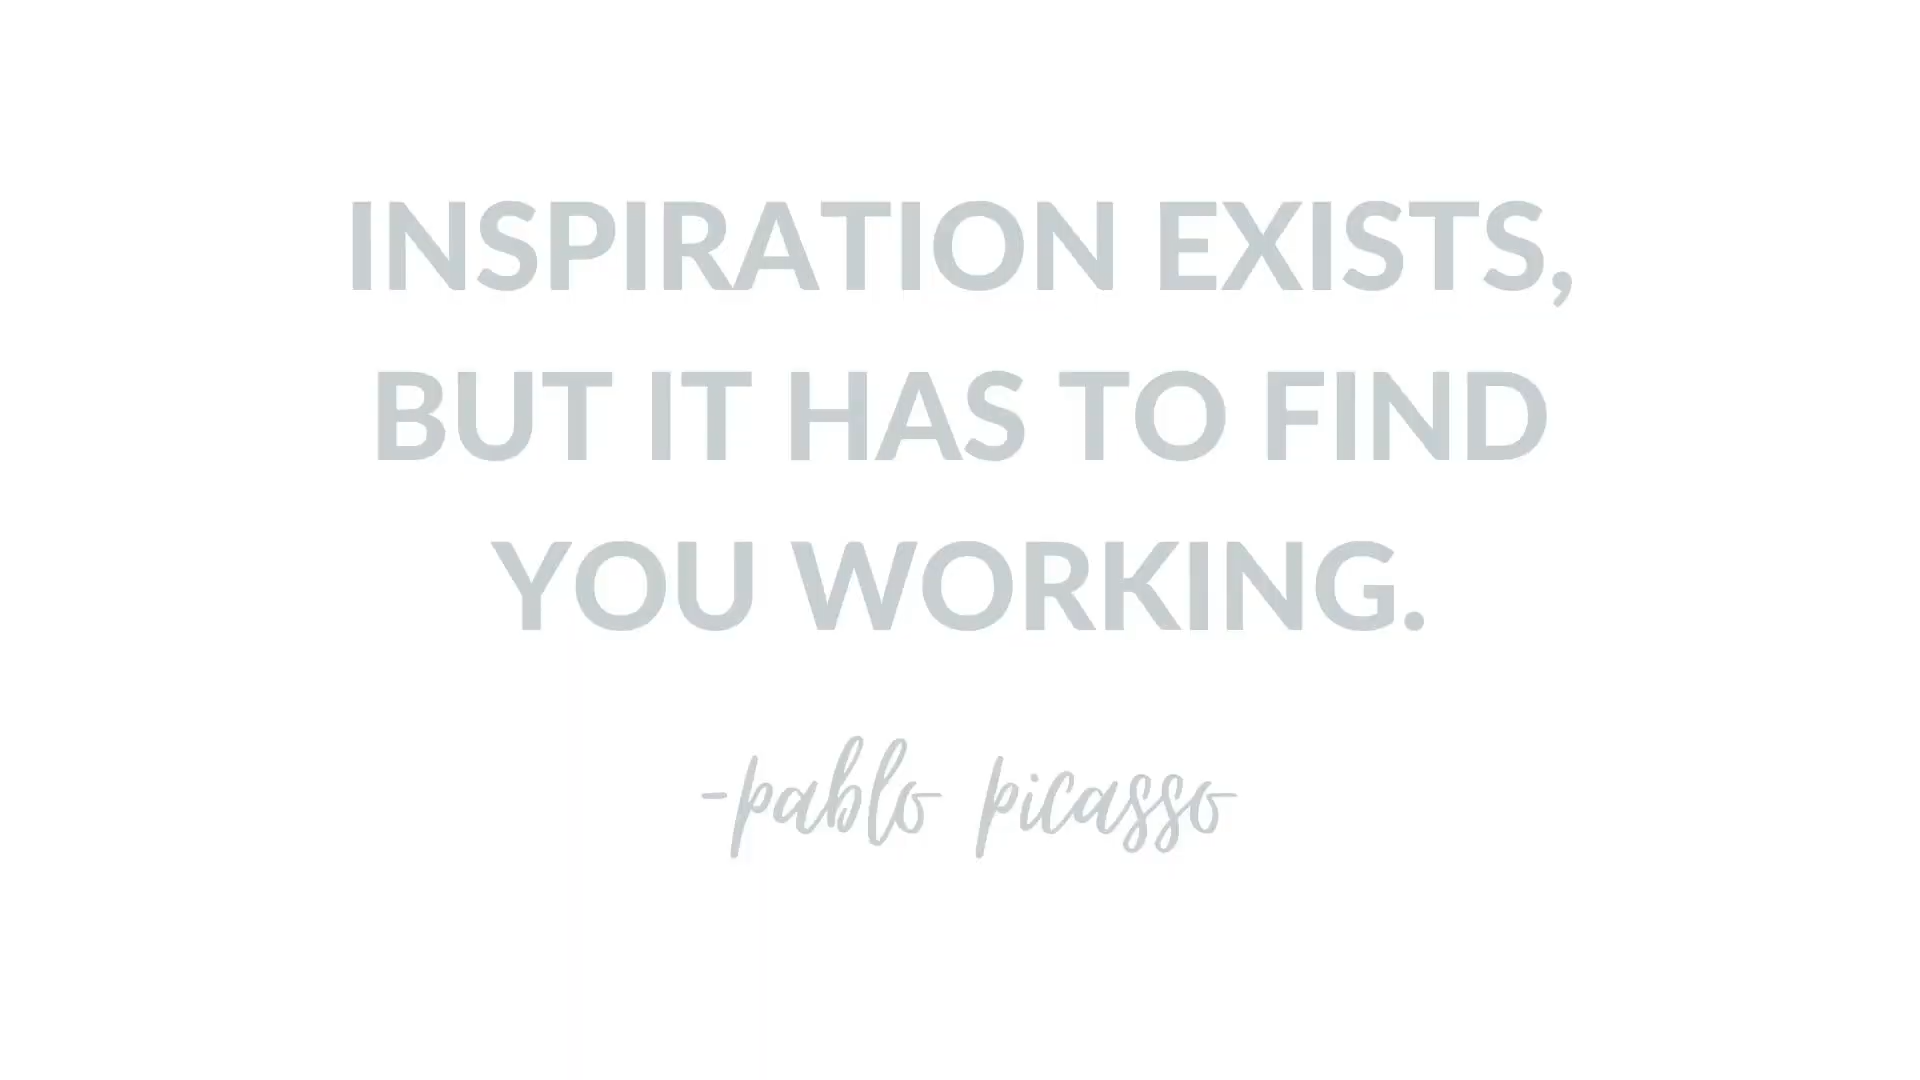 INSPIRATION EXISTS,
BUT IT HAS TO FIND
YOU WORKING.
-pablo picasso